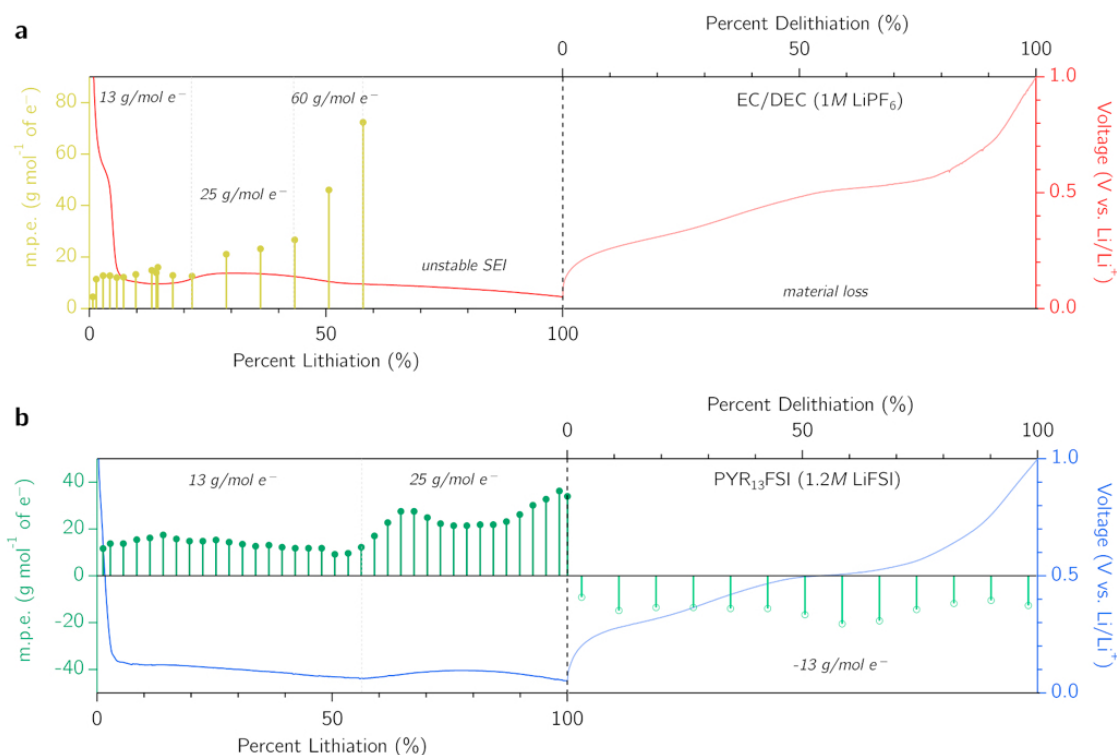 a
Percent Delithiation (%)
0
50
100
13 g/mol e⁻
60 g/mol e⁻
25 g/mol e⁻
EC/DEC (1M LiPF₆)
unstable SEI
material loss
m.p.e. (g mol⁻¹ of e⁻)
80
60
40
20
0
Voltage (V vs. Li/Li⁺)
1.0
0.5
0.0
0
50
100
Percent Lithiation (%)
b
Percent Delithiation (%)
0
50
100
13 g/mol e⁻
25 g/mol e⁻
PYR₁₃FSI (1.2M LiFSI)
-13 g/mol e⁻
m.p.e. (g mol⁻¹ of e⁻)
40
20
0
-20
-40
Voltage (V vs. Li/Li⁺)
1.0
0.5
0.0
0
50
100
Percent Lithiation (%)